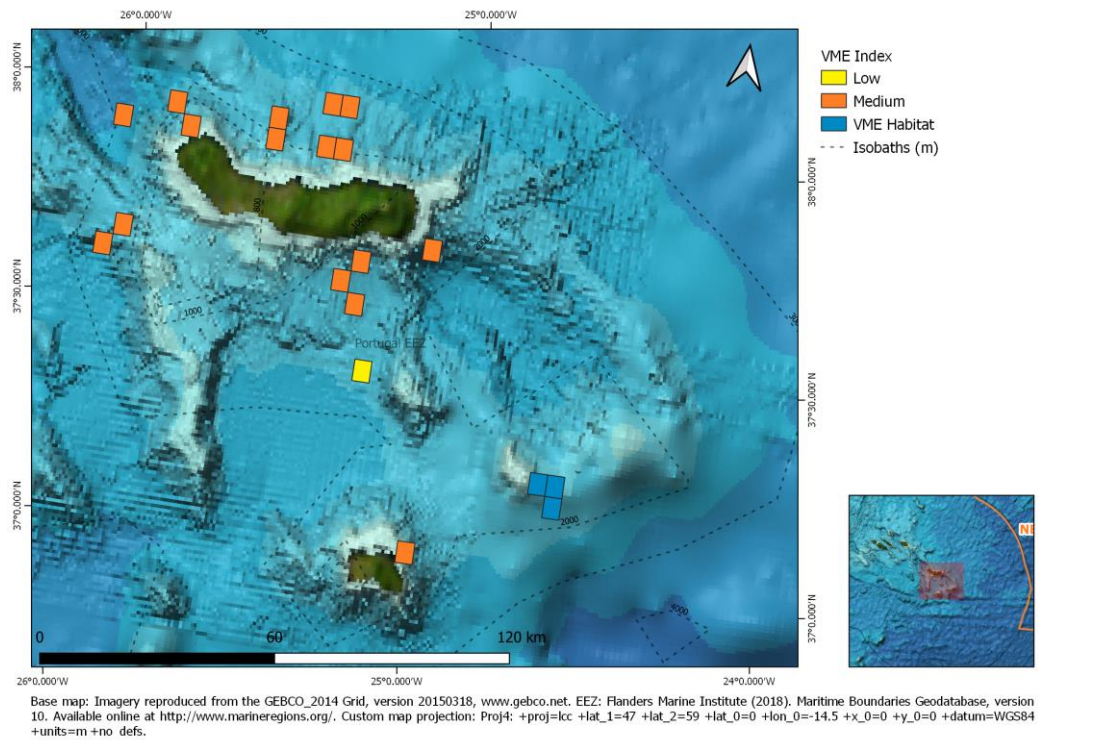 26°0.000'W 25°0.000'W
38°0.000'N
VME Index
Low
Medium
VME Habitat
Isobaths (m)
38°0.000'N
800
1000
37°30.000'N
1000
Portugal EEZ
37°30.000'N
37°0.000'N
2000
4000
37°0.000'N
0 60 120 km
26°0.000'W 25°0.000'W 24°0.000'W
Base map: Imagery reproduced from the GEBCO_2014 Grid, version 20150318, www.gebco.net. EEZ: Flanders Marine Institute (2018). Maritime Boundaries Geodatabase, version
10. Available online at http://www.marineregions.org/. Custom map projection: Proj4: +proj=lcc +lat_1=47 +lat_2=59 +lat_0=0 +lon_0=-14.5 +x_0=0 +y_0=0 +datum=WGS84
+units=m +no_defs.